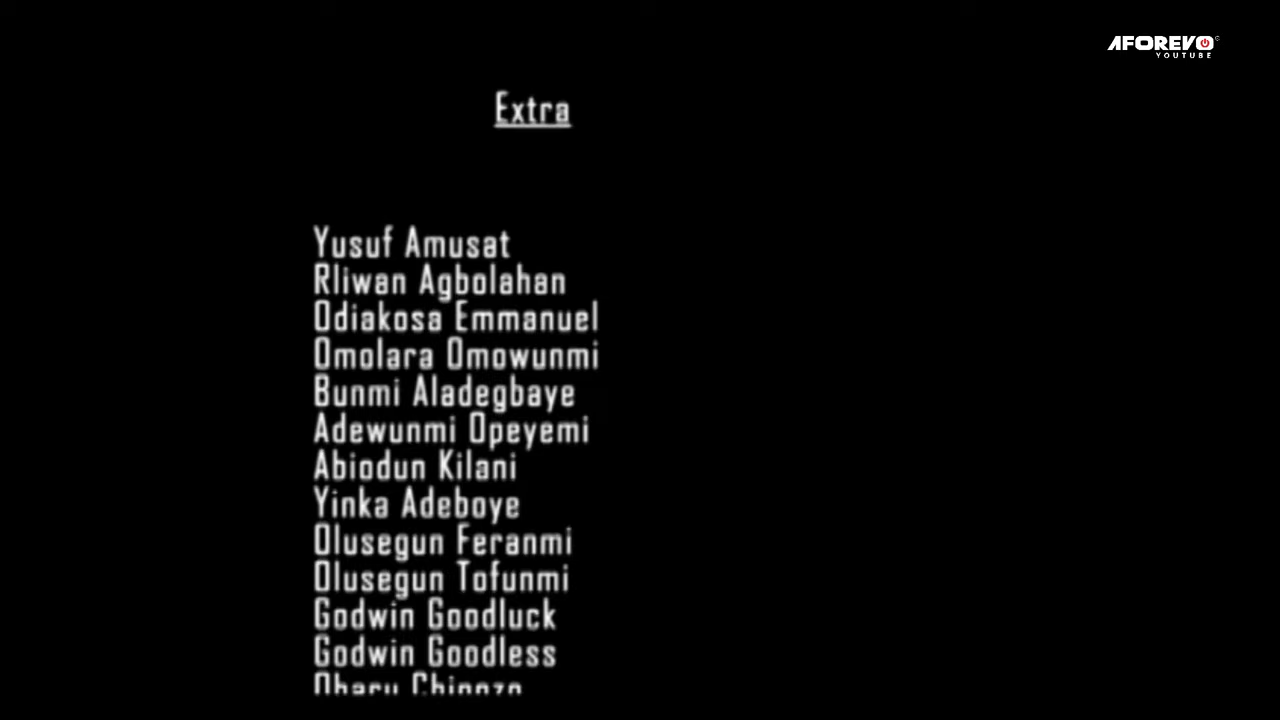 AFOREVO
YOUTUBE
Extra
Yusuf Amusat
Rliwan Agbolahan
Odiakosa Emmanuel
Omolara Omowunmi
Bunmi Aladegbaye
Adewunmi Opeyemi
Abiodun Kilani
Yinka Adeboye
Olusegun Feranmi
Olusegun Tofunmi
Godwin Goodluck
Godwin Goodless